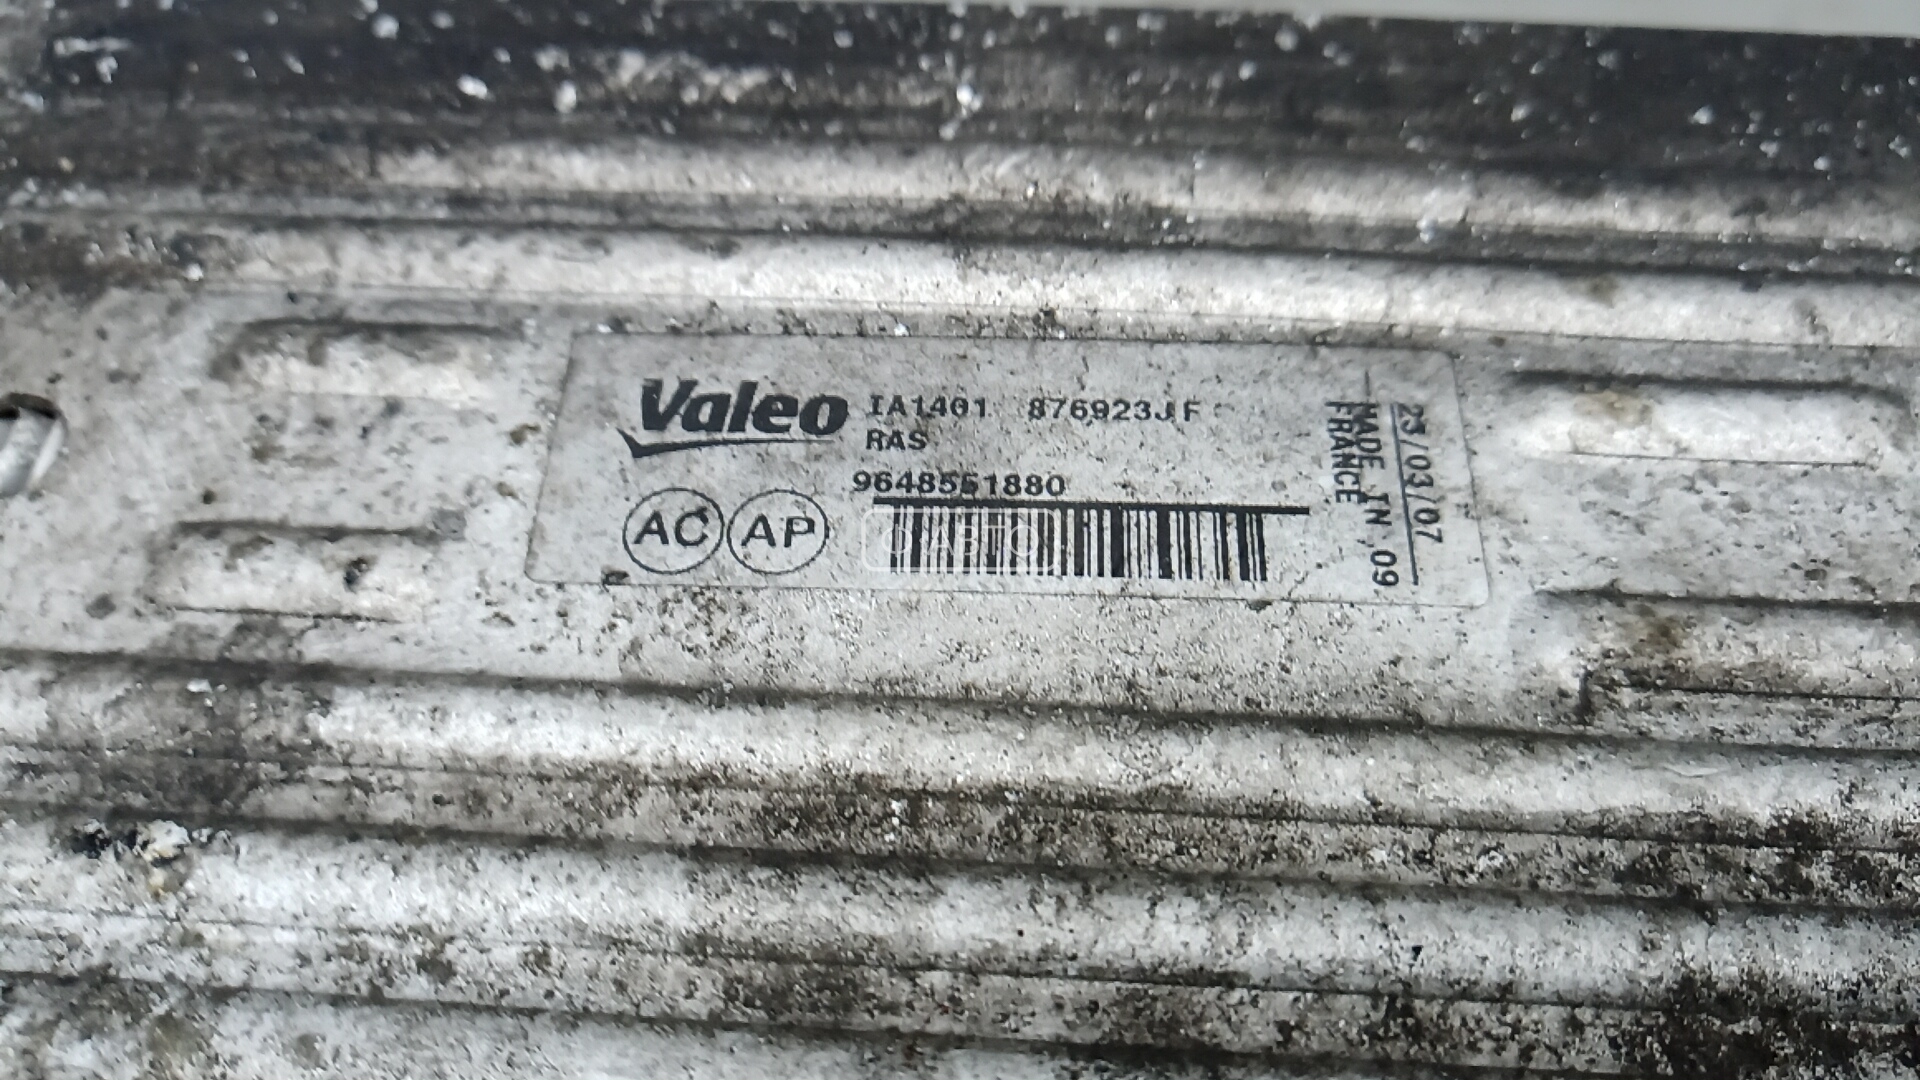 Valeo IA1401 876923JF
RAS
9648551880
AC AP
23/03/07
MADE IN 09
FRANCE